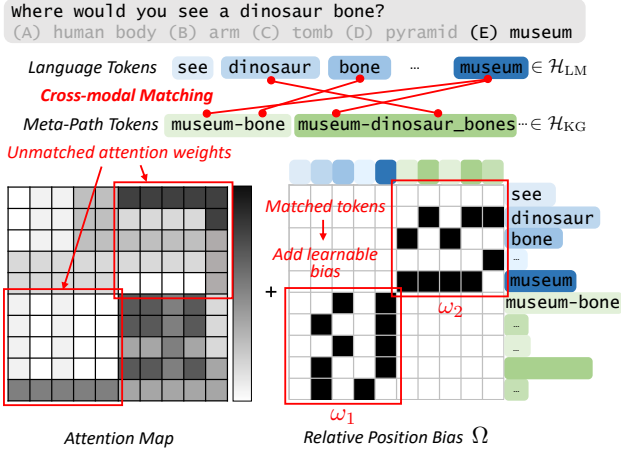 where would you see a dinosaur bone?
(A) human body (B) arm (C) tomb (D) pyramid (E) museum
Language Tokens see dinosaur bone ... museum ∈ H_LM
Cross-modal Matching
Meta-Path Tokens museum-bone museum-dinosaur_bones ... ∈ H_KG
Unmatched attention weights
Matched tokens
Add learnable
bias
see
dinosaur
bone
...
museum
museum-bone
...
...
...
+
ω₂
ω₁
Attention Map
Relative Position Bias Ω